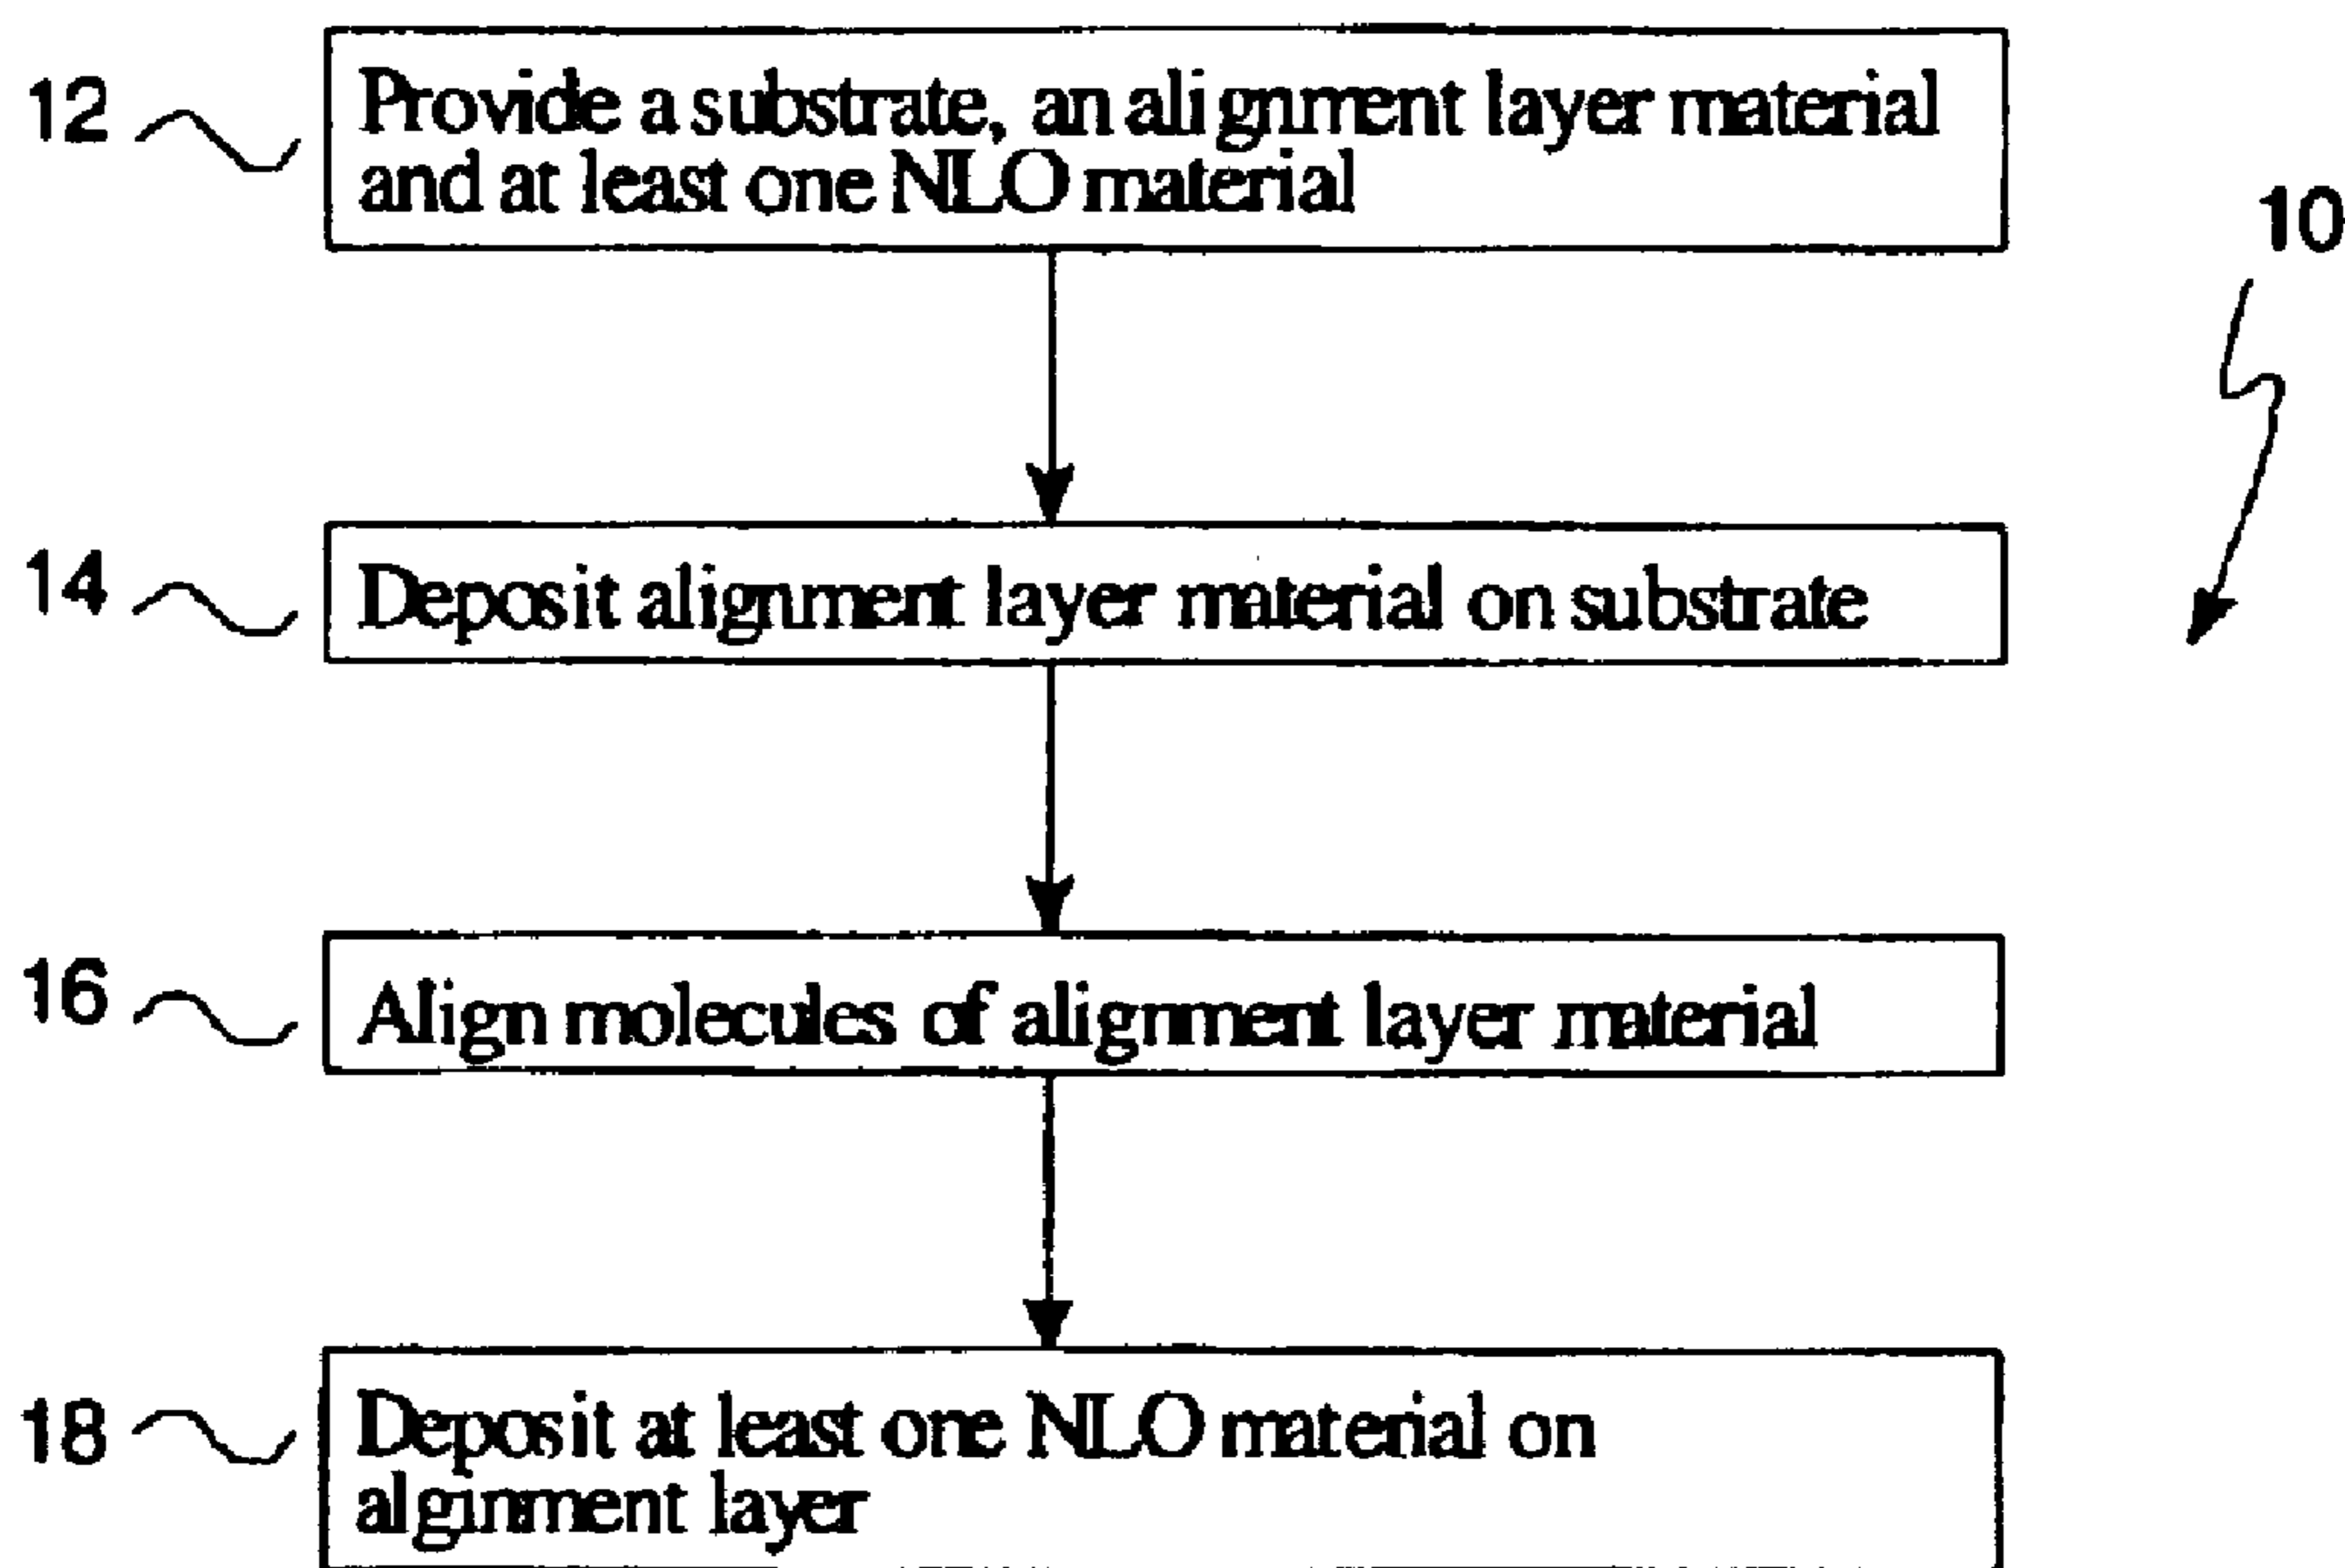 12
Provide a substrate, an alignment layer material
and at least one NLO material
10
14
Deposit alignment layer material on substrate
16
Align molecules of alignment layer material
18
Deposit at least one NLO material on
alginment layer